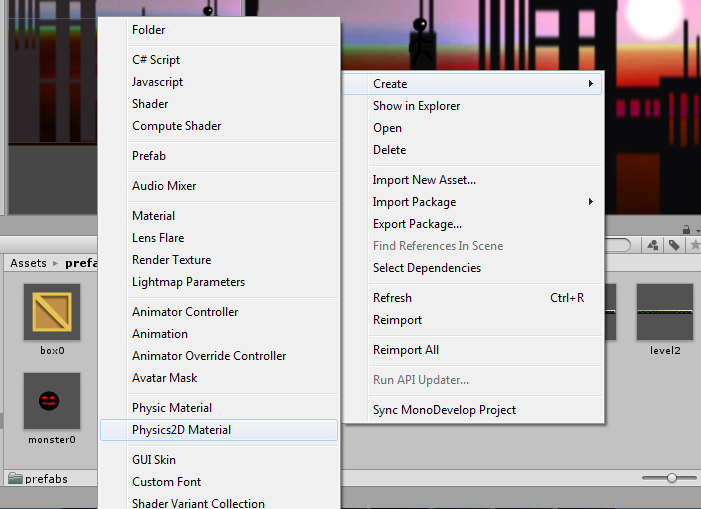 Folder
C# Script
Javascript
Shader
Compute Shader
Prefab
Audio Mixer
Material
Lens Flare
Render Texture
Lightmap Parameters
Animator Controller
Animation
Animator Override Controller
Avatar Mask
Physic Material
Physics2D Material
GUI Skin
Custom Font
Shader Variant Collection
Create
Show in Explorer
Open
Delete
Import New Asset...
Import Package
Export Package...
Find References In Scene
Select Dependencies
Refresh Ctrl+R
Reimport
Reimport All
Run API Updater...
Sync MonoDevelop Project
Assets ▸ prefa
box0
level2
monster0
prefabs